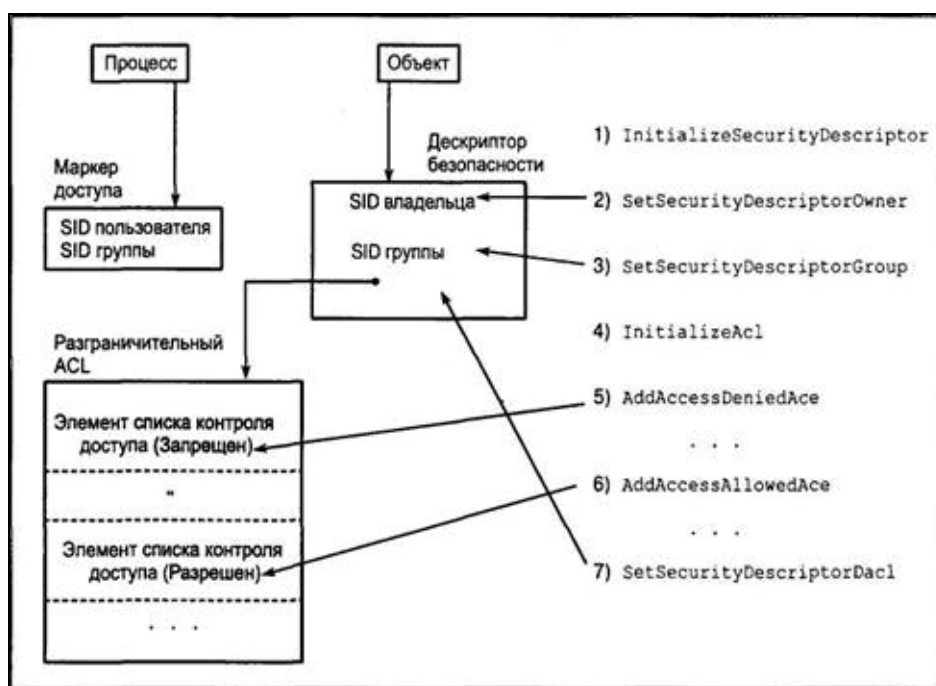 Процесс
Объект
Маркер
доступа
SID пользователя
SID группы
Дескриптор
безопасности
SID владельца
SID группы
Разграничительный
ACL
Элемент списка контроля
доступа (Запрещен)
"
Элемент списка контроля
доступа (Разрешен)
. . .
1) InitializeSecurityDescriptor
2) SetSecurityDescriptorOwner
3) SetSecurityDescriptorGroup
4) InitializeAcl
5) AddAccessDeniedAce
. . .
6) AddAccessAllowedAce
. . .
7) SetSecurityDescriptorDacl